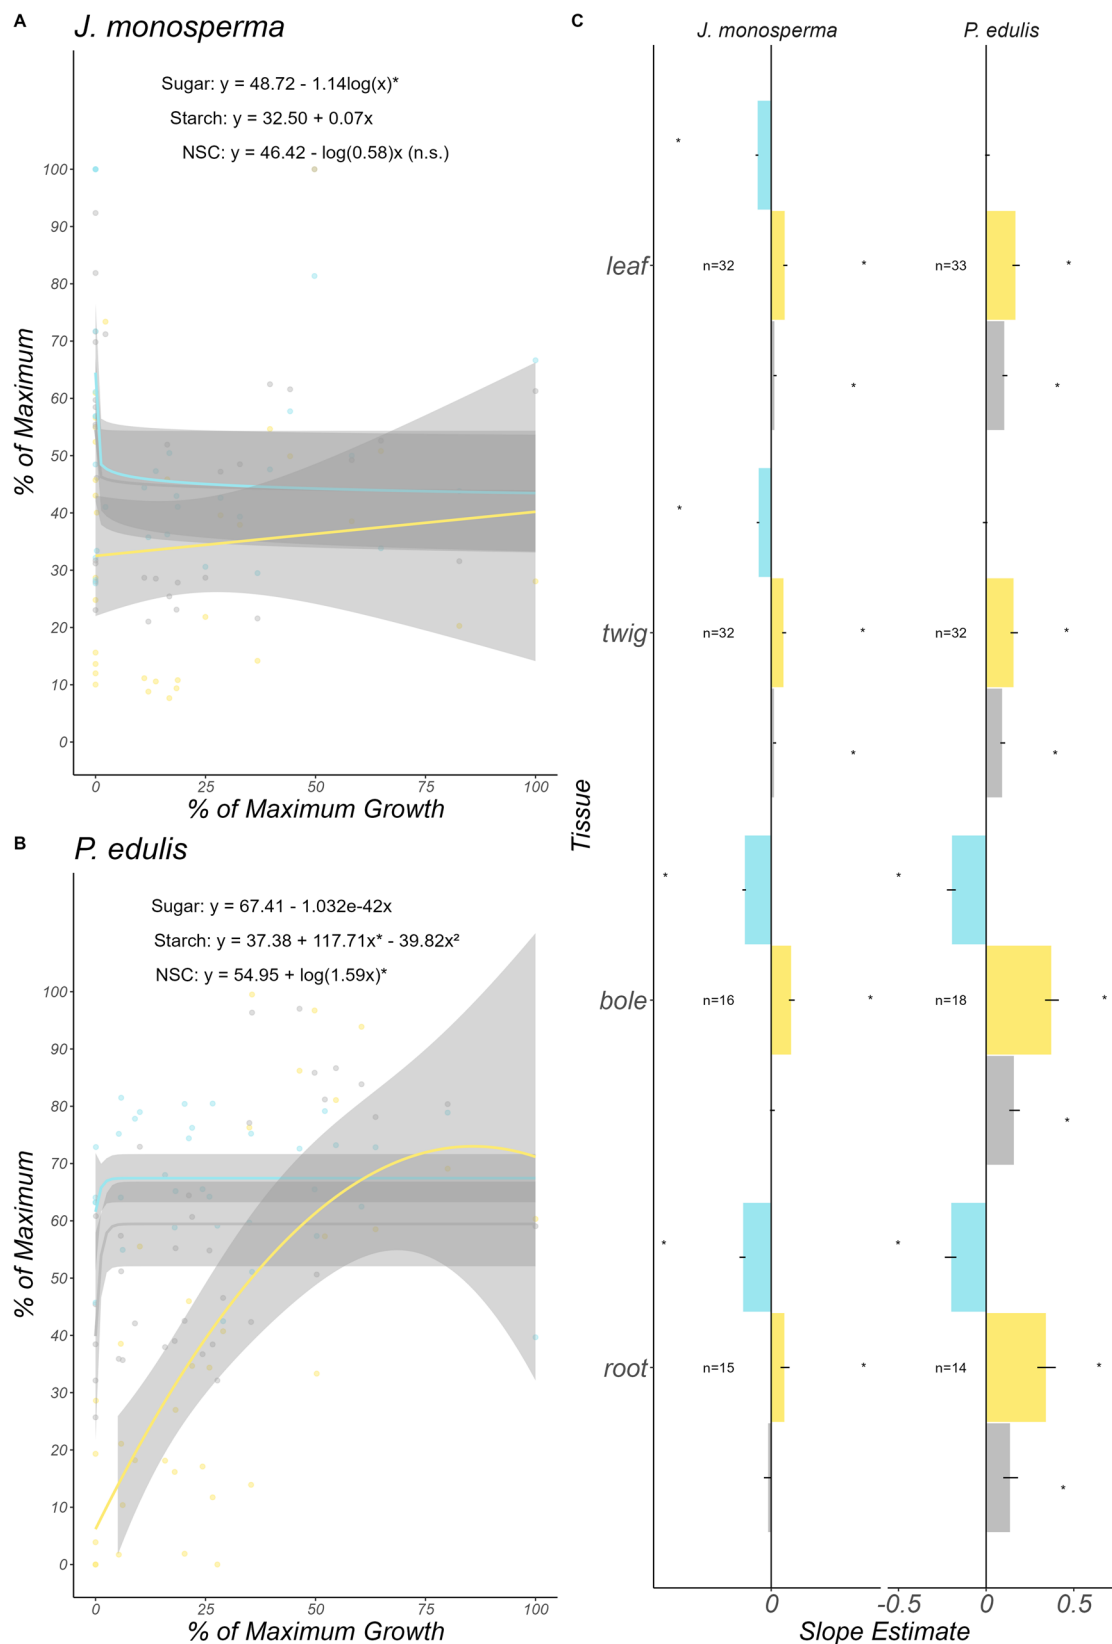 A
J. monosperma
Sugar: y = 48.72 - 1.14log(x)*
Starch: y = 32.50 + 0.07x
NSC: y = 46.42 - log(0.58)x (n.s.)
100
90
80
70
60
50
40
30
20
10
0
% of Maximum
0 25 50 75 100
% of Maximum Growth
B
P. edulis
Sugar: y = 67.41 - 1.032e-42x
Starch: y = 37.38 + 117.71x* - 39.82x²
NSC: y = 54.95 + log(1.59x)*
100
90
80
70
60
50
40
30
20
10
0
% of Maximum
0 25 50 75 100
% of Maximum Growth
C
J. monosperma P. edulis
*
leaf n=32 * n=33 *
* *
*
twig n=32 * n=32 *
* *
Tissue
* *
bole n=16 * n=18 *
*
* *
root n=15 * n=14 *
*
0 -0.5 0 0.5
Slope Estimate